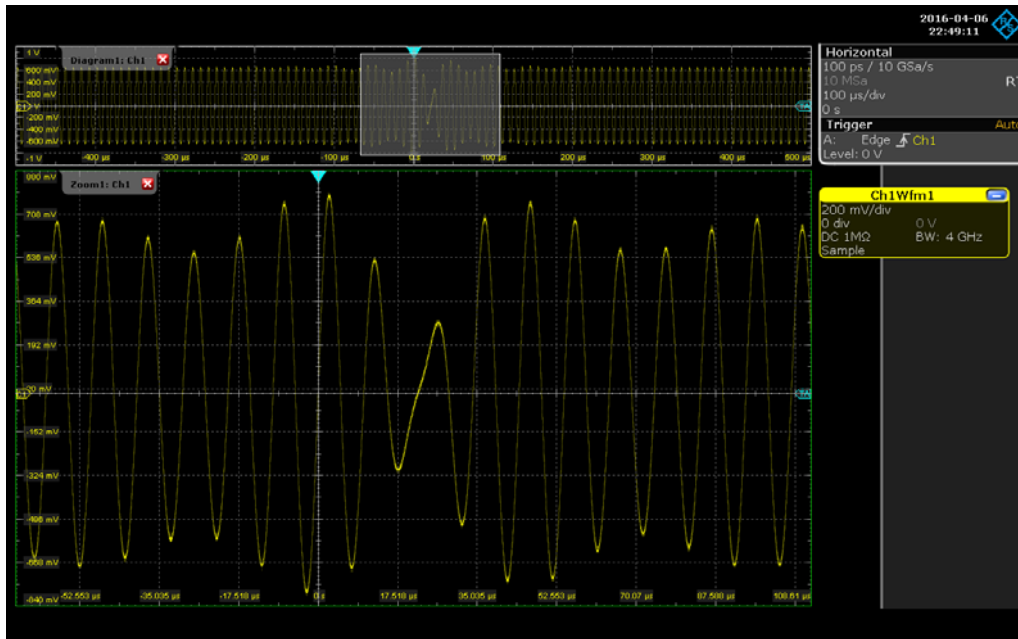 2016-04-06
22:49:11
Diagram1: Ch1
1 V
600 mV
400 mV
200 mV
-200 mV
-400 mV
-600 mV
-1 V
-400 µs
-300 µs
-200 µs
-100 µs
0 s
100 µs
200 µs
300 µs
400 µs
500 µs
TA
Horizontal
100 ps / 10 GSa/s
10 MSa
100 µs/div
0 s
Trigger
Auto
A: Edge Ch1
Level: 0 V
Zoom1: Ch1
800 mV
708 mV
536 mV
364 mV
192 mV
20 mV
-152 mV
-324 mV
-496 mV
-668 mV
-840 mV
-52.553 µs
-35.035 µs
-17.518 µs
0 s
17.518 µs
35.035 µs
52.553 µs
70.07 µs
87.588 µs
TA
Ch1Wfm1
200 mV/div
0 div 0 V
DC 1MΩ BW: 4 GHz
Sample